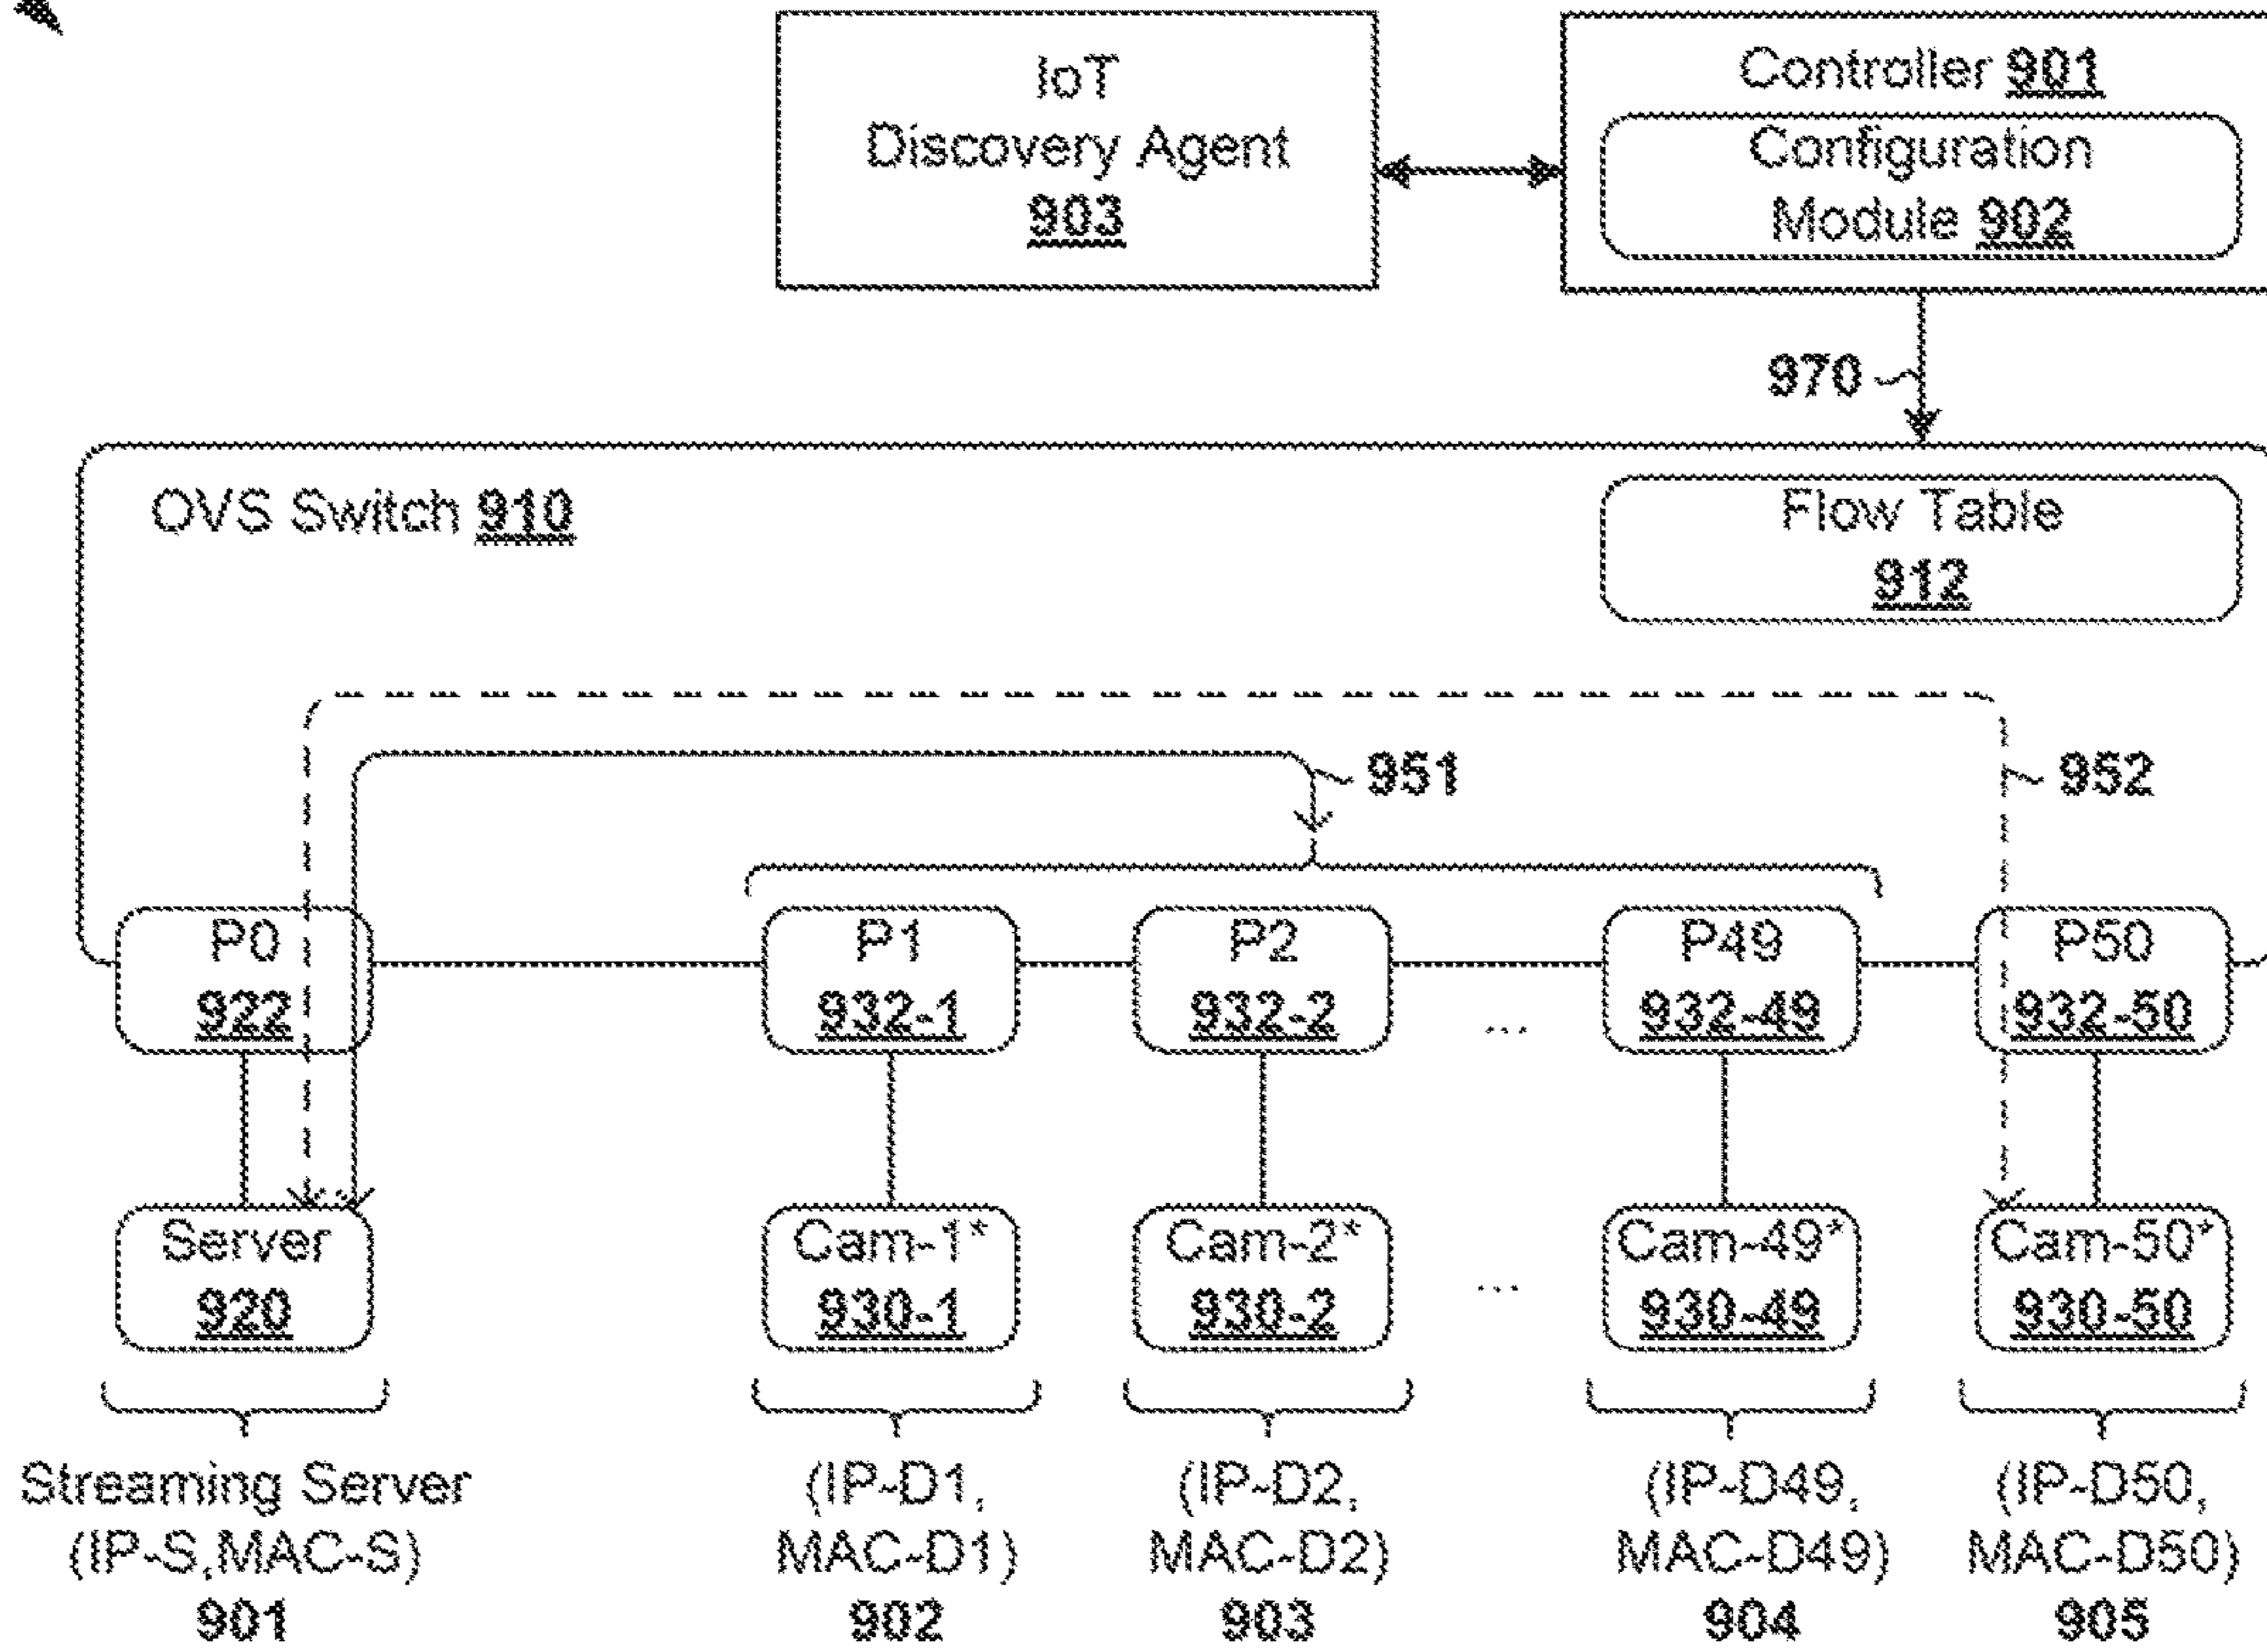 IoT
Discovery Agent
903
Controller 901
Configuration
Module 902
970
OVS Switch 910
Flow Table
912
951
952
P0
922
P1
932-1
P2
932-2
...
P49
932-49
P50
932-50
Server
920
Cam-1*
930-1
Cam-2*
930-2
...
Cam-49*
930-49
Cam-50*
930-50
Streaming Server
(IP-S,MAC-S)
901
(IP-D1,
MAC-D1)
902
(IP-D2,
MAC-D2)
903
(IP-D49,
MAC-D49)
904
(IP-D50,
MAC-D50)
905